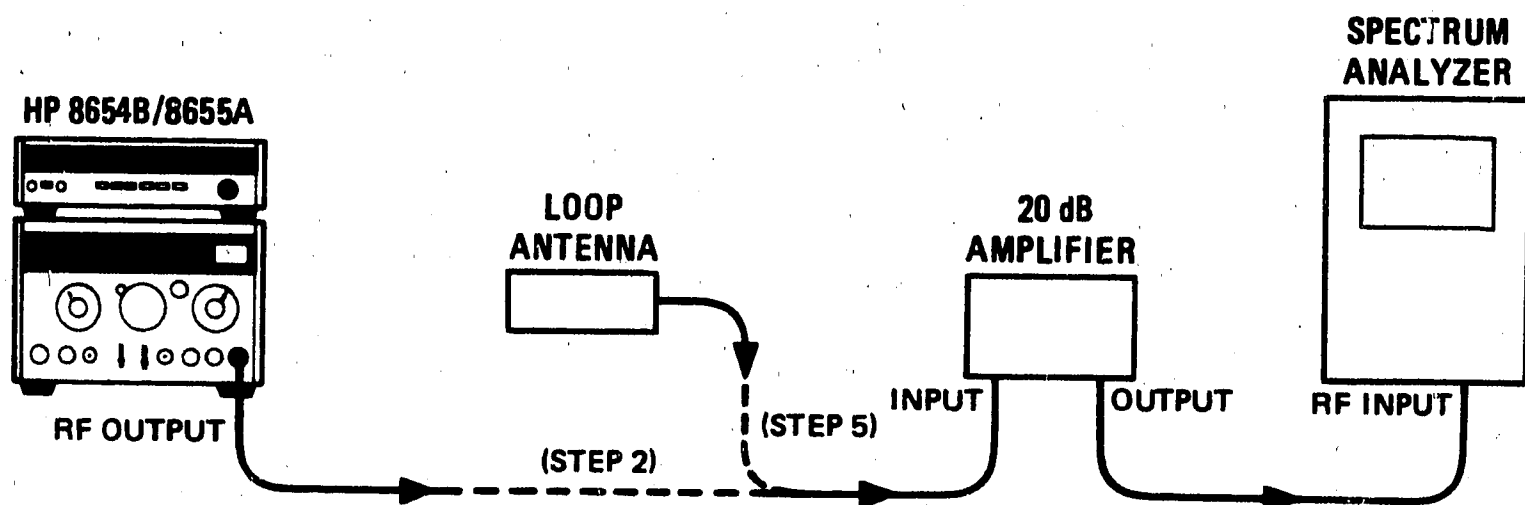 SPECTRUM
ANALYZER
HP 8654B/8655A
LOOP
ANTENNA
20 dB
AMPLIFIER
INPUT
OUTPUT
RF INPUT
RF OUTPUT
(STEP 5)
(STEP 2)